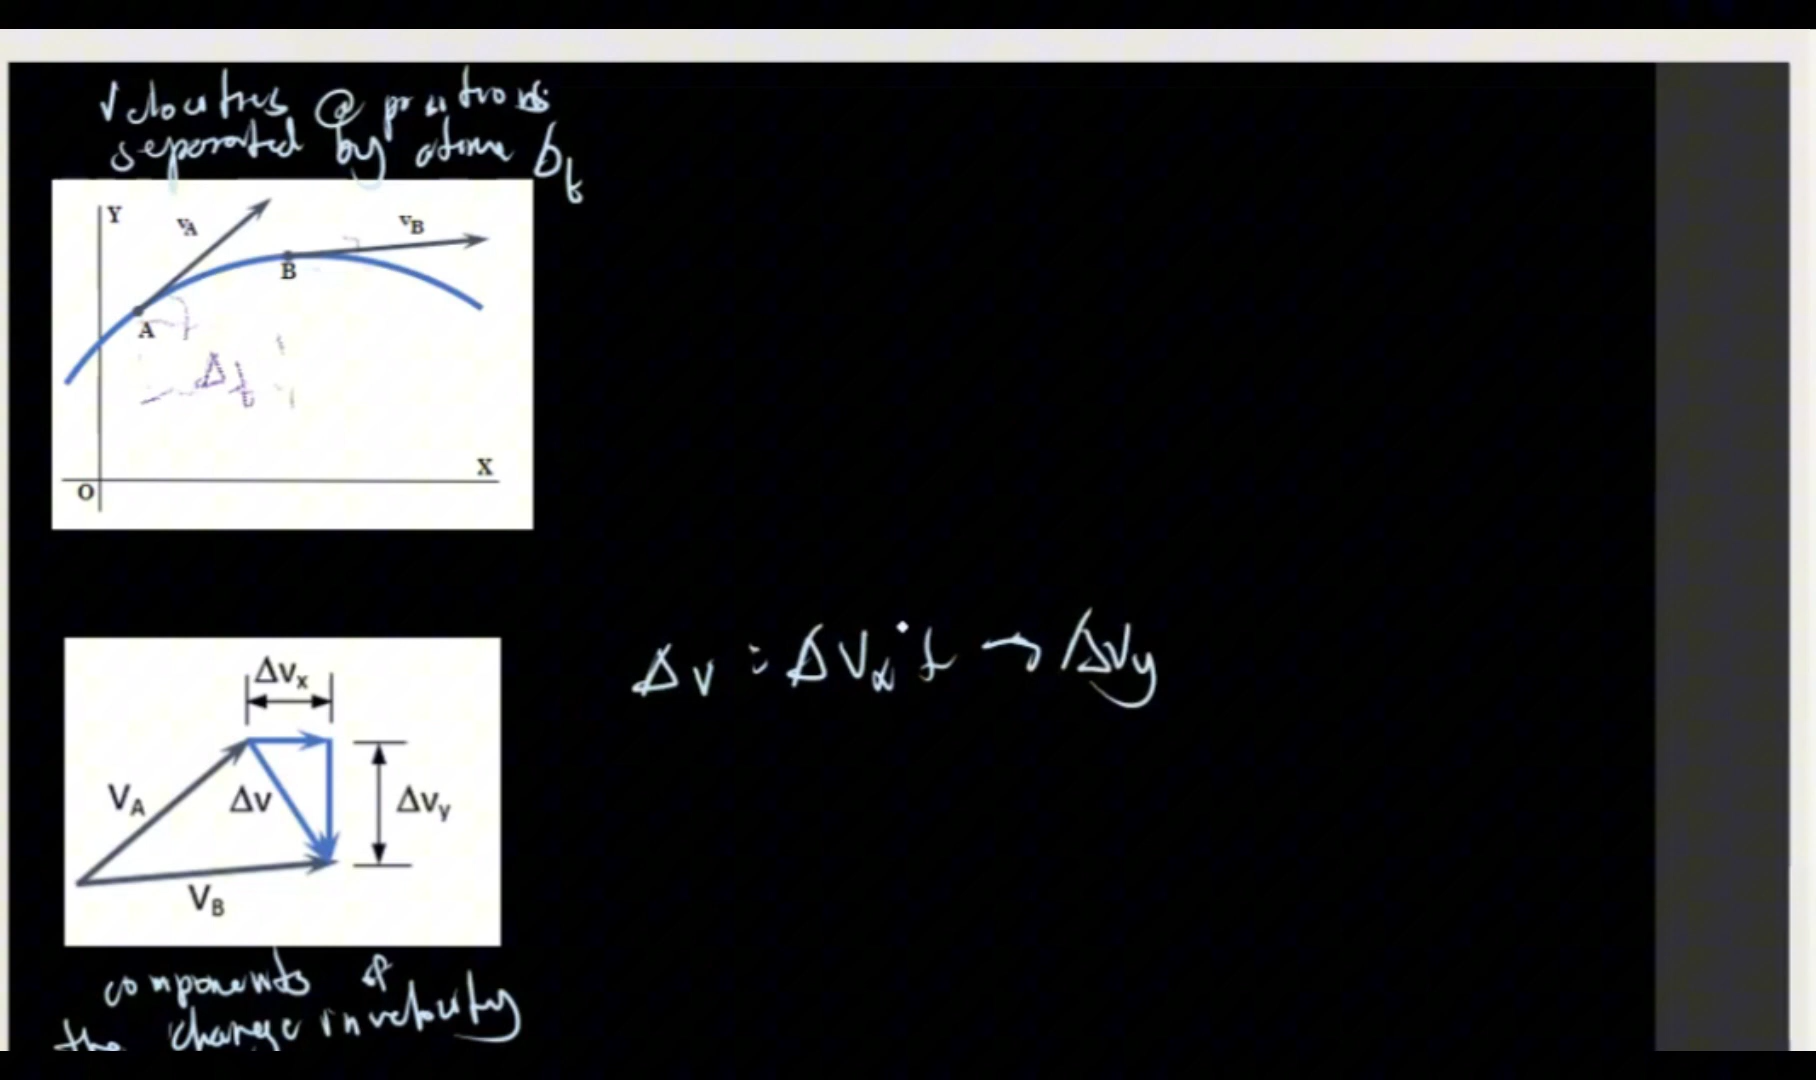 Velocities @ positions
separated by a time Δt
Y
vA
vB
B
A
Δt
X
O
Δvx
VA
Δv
Δvy
VB
Δv = ΔVx i → ΔVy
components of
the change in velocity